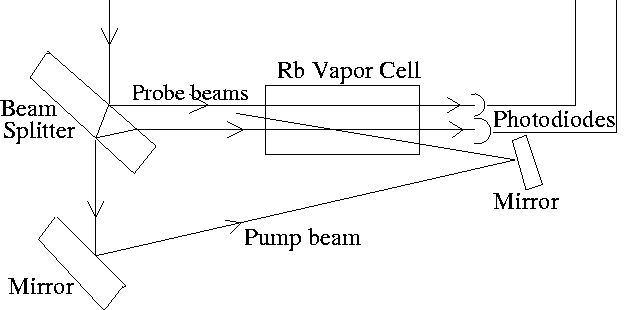 Rb Vapor Cell
Probe beams
Beam
Splitter
Photodiodes
Mirror
Pump beam
Mirror